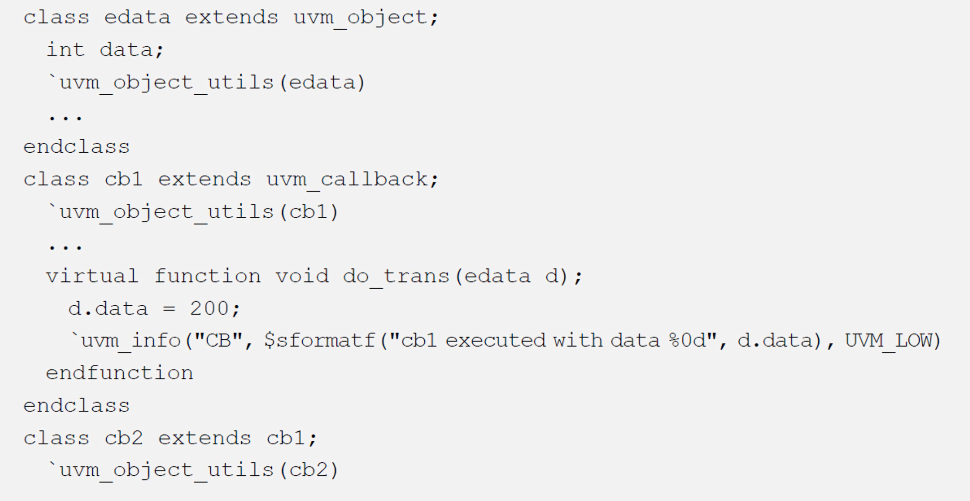 class edata extends uvm_object;
int data;
`uvm_object_utils(edata)
...
endclass
class cb1 extends uvm_callback;
`uvm_object_utils(cb1)
...
virtual function void do_trans(edata d);
d.data = 200;
`uvm_info("CB", $sformatf("cb1 executed with data %0d", d.data), UVM_LOW)
endfunction
endclass
class cb2 extends cb1;
`uvm_object_utils(cb2)